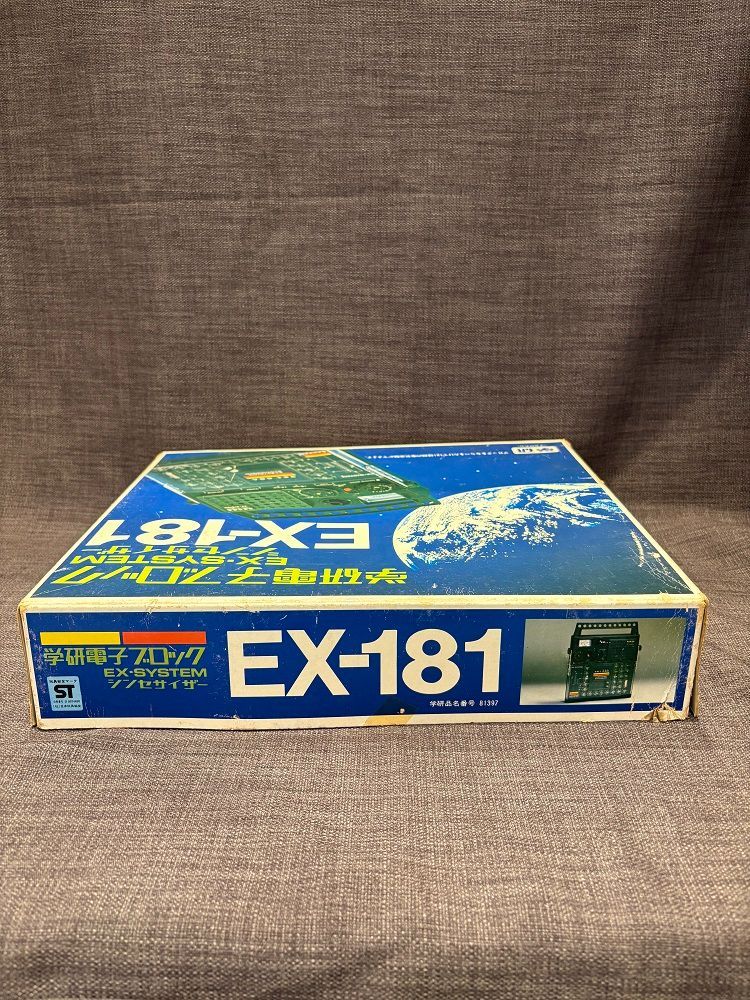 学研電子ブロック
EX-SYSTEM
シンセサイザー
EX-181
学研品名番号 81397
ST
学研電子ブロック
EX-SYSTEM
シンセサイザー
EX-181